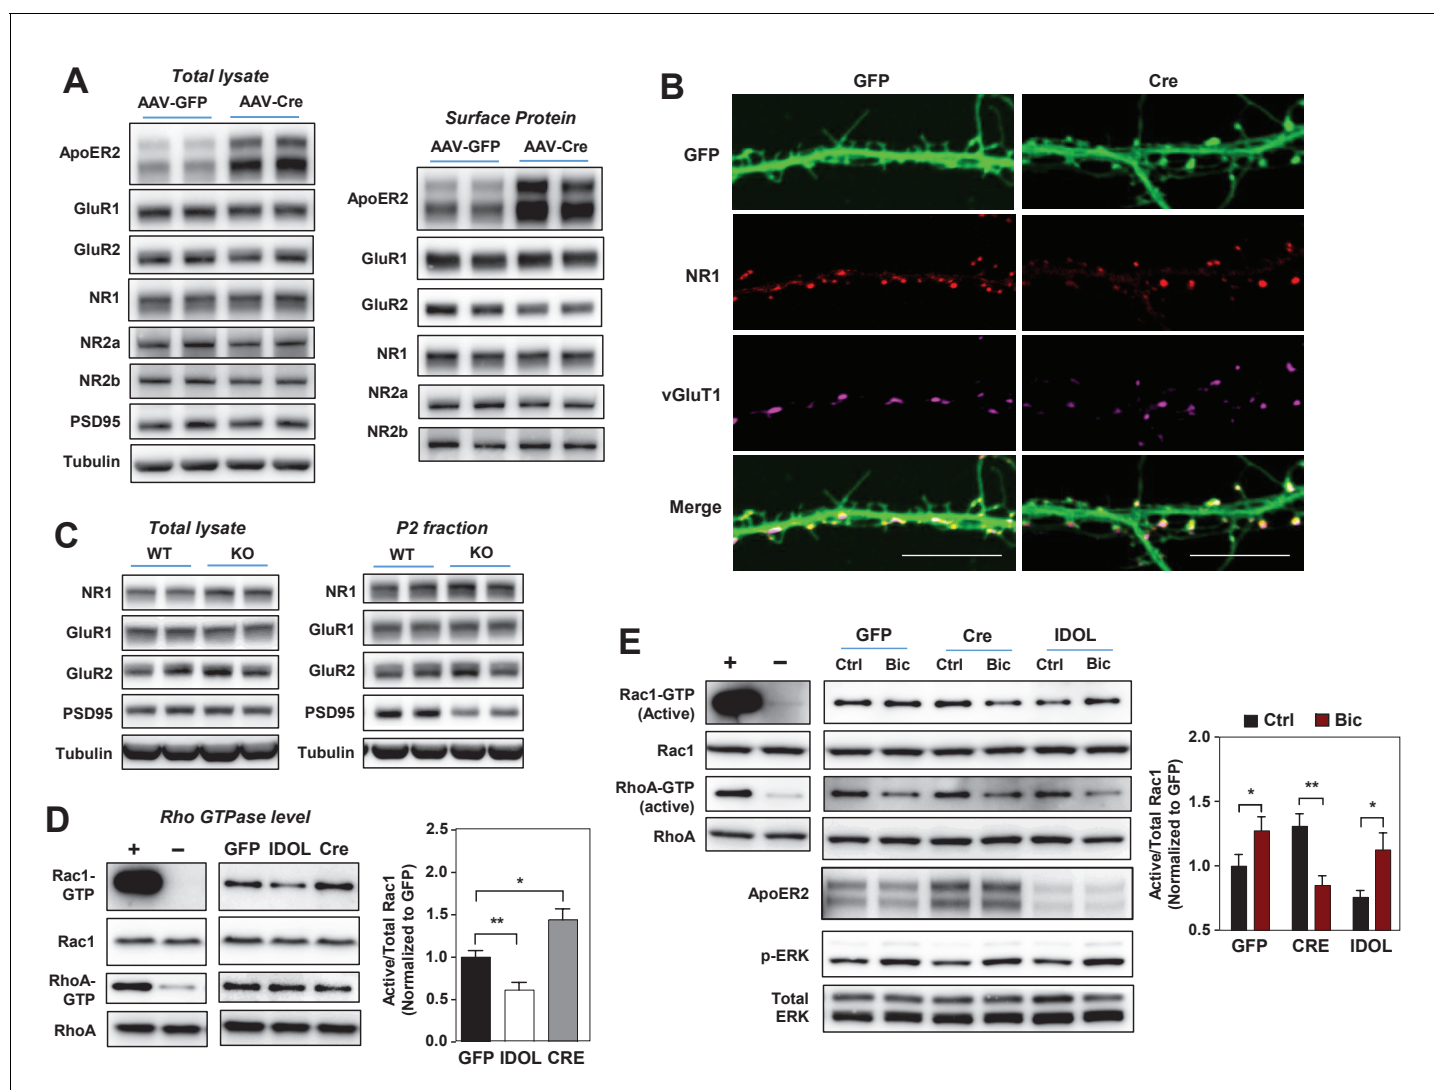 A
Total lysate
AAV-GFP AAV-Cre
ApoER2
GluR1
GluR2
NR1
NR2a
NR2b
PSD95
Tubulin
Surface Protein
AAV-GFP AAV-Cre
ApoER2
GluR1
GluR2
NR1
NR2a
NR2b
B
GFP Cre
GFP
NR1
vGluT1
Merge
C
Total lysate
WT KO
NR1
GluR1
GluR2
PSD95
Tubulin
P2 fraction
WT KO
NR1
GluR1
GluR2
PSD95
Tubulin
D
Rho GTPase level
+ − GFP IDOL Cre
Rac1-
GTP
Rac1
RhoA-
GTP
RhoA
Active/Total Rac1
(Normalized to GFP)
2.5
2.0
1.5
1.0
0.5
0.0
*
**
GFP IDOL CRE
E
GFP Cre IDOL
+ − Ctrl Bic Ctrl Bic Ctrl Bic
Rac1-GTP
(Active)
Rac1
RhoA-GTP
(active)
RhoA
ApoER2
p-ERK
Total
ERK
Ctrl Bic
Active/Total Rac1
(Normalized to GFP)
2.0
1.5
1.0
0.5
* ** *
GFP CRE IDOL